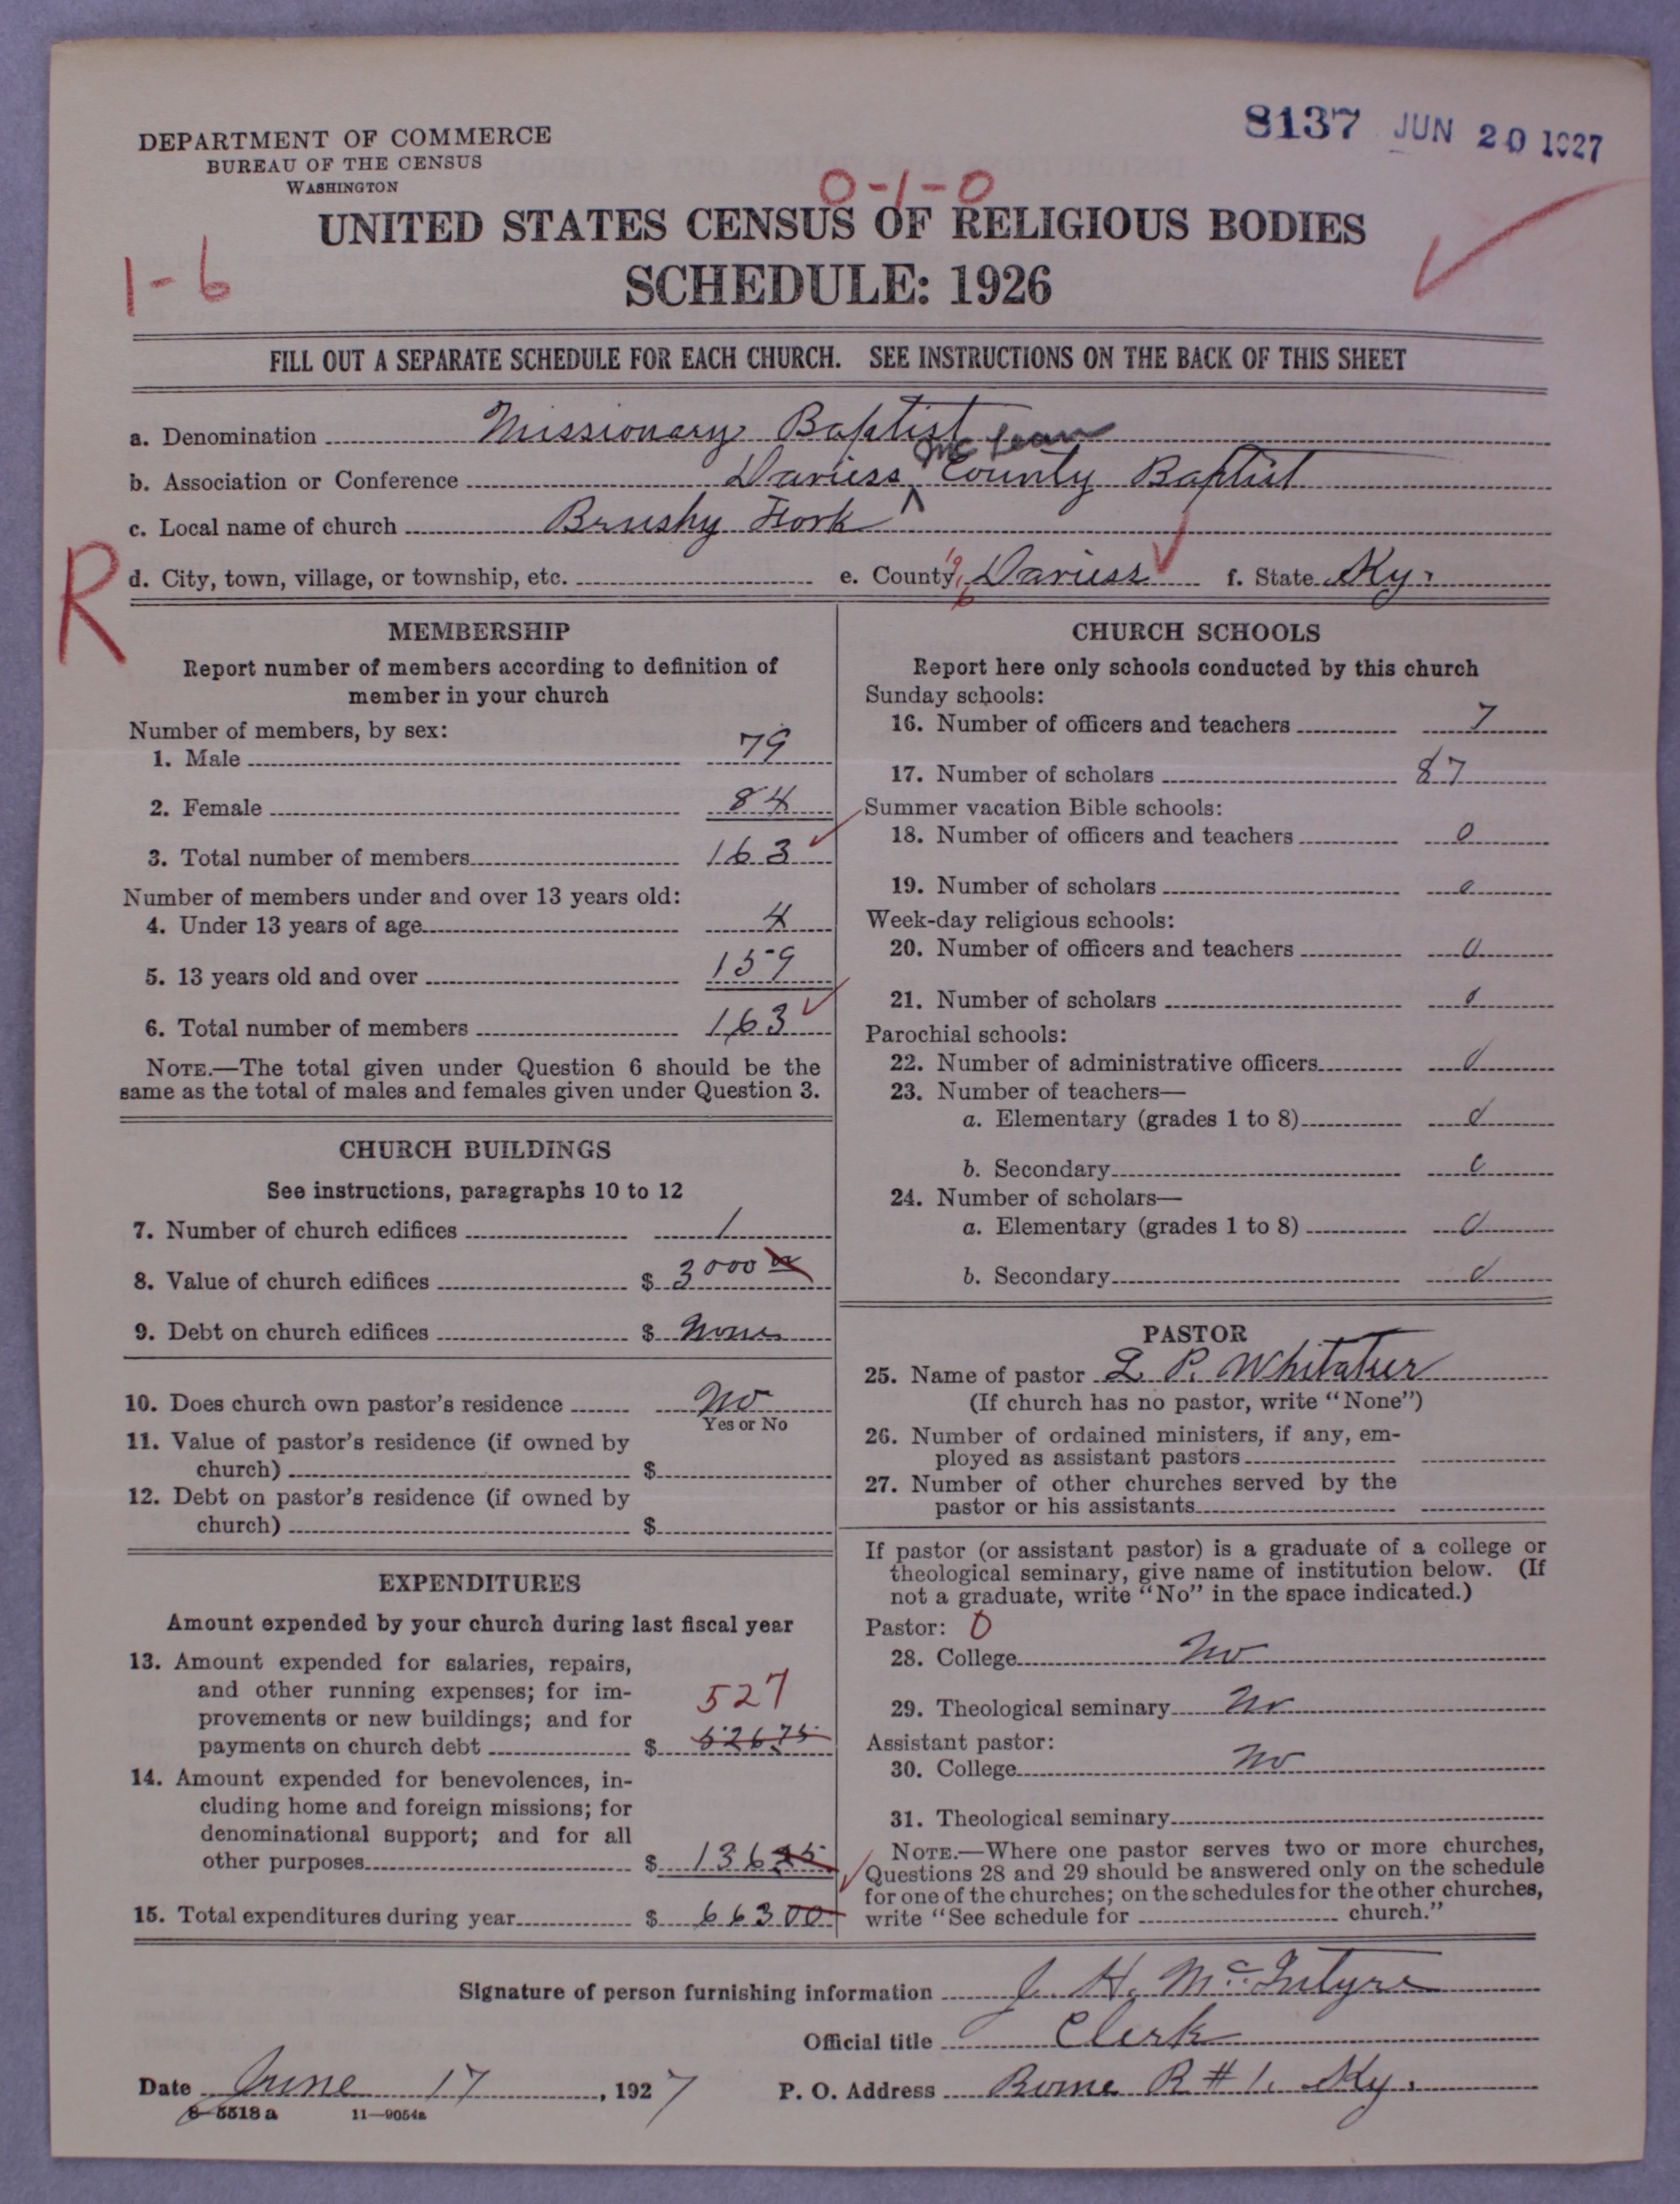 8137 JUN 20 1927
DEPARTMENT OF COMMERCE
BUREAU OF THE CENSUS
WASHINGTON
0-1-0
UNITED STATES CENSUS OF RELIGIOUS BODIES
1-6
SCHEDULE: 1926
FILL OUT A SEPARATE SCHEDULE FOR EACH CHURCH. SEE INSTRUCTIONS ON THE BACK OF THIS SHEET
a. Denomination Missionary Baptist
McLean
b. Association or Conference Daviess ^ County Baptist
c. Local name of church Brushy Fork
R
d. City, town, village, or township, etc. e. County Daviess f. State Ky.
MEMBERSHIP
Report number of members according to definition of
member in your church
Number of members, by sex:
1. Male 79
2. Female 84
3. Total number of members 163
Number of members under and over 13 years old:
4. Under 13 years of age 4
5. 13 years old and over 159
6. Total number of members 163
NOTE.—The total given under Question 6 should be the
same as the total of males and females given under Question 3.
CHURCH BUILDINGS
See instructions, paragraphs 10 to 12
7. Number of church edifices 1
8. Value of church edifices $ 3000 00
9. Debt on church edifices $ None
10. Does church own pastor's residence No
Yes or No
11. Value of pastor's residence (if owned by
church) $
12. Debt on pastor's residence (if owned by
church) $
EXPENDITURES
Amount expended by your church during last fiscal year
13. Amount expended for salaries, repairs,
and other running expenses; for im-
provements or new buildings; and for
527
payments on church debt $ 526.75
14. Amount expended for benevolences, in-
cluding home and foreign missions; for
denominational support; and for all
other purposes $ 136 25
15. Total expenditures during year $ 663 00
CHURCH SCHOOLS
Report here only schools conducted by this church
Sunday schools:
16. Number of officers and teachers 7
17. Number of scholars 87
Summer vacation Bible schools:
18. Number of officers and teachers 0
19. Number of scholars 0
Week-day religious schools:
20. Number of officers and teachers 0
21. Number of scholars 0
Parochial schools:
22. Number of administrative officers 0
23. Number of teachers—
a. Elementary (grades 1 to 8) 0
b. Secondary 0
24. Number of scholars—
a. Elementary (grades 1 to 8) 0
b. Secondary 0
PASTOR
25. Name of pastor L. P. Whitaker
(If church has no pastor, write "None")
26. Number of ordained ministers, if any, em-
ployed as assistant pastors
27. Number of other churches served by the
pastor or his assistants
If pastor (or assistant pastor) is a graduate of a college or
theological seminary, give name of institution below. (If
not a graduate, write "No" in the space indicated.)
Pastor: 0
28. College No
29. Theological seminary No
Assistant pastor:
30. College No
31. Theological seminary
NOTE.—Where one pastor serves two or more churches,
Questions 28 and 29 should be answered only on the schedule
for one of the churches; on the schedules for the other churches,
write "See schedule for church."
Signature of person furnishing information J. H. McIntyre
Official title Clerk
Date June 17, 1927 P. O. Address Rome R # 1. Ky.
8-5518 a 11—9054a